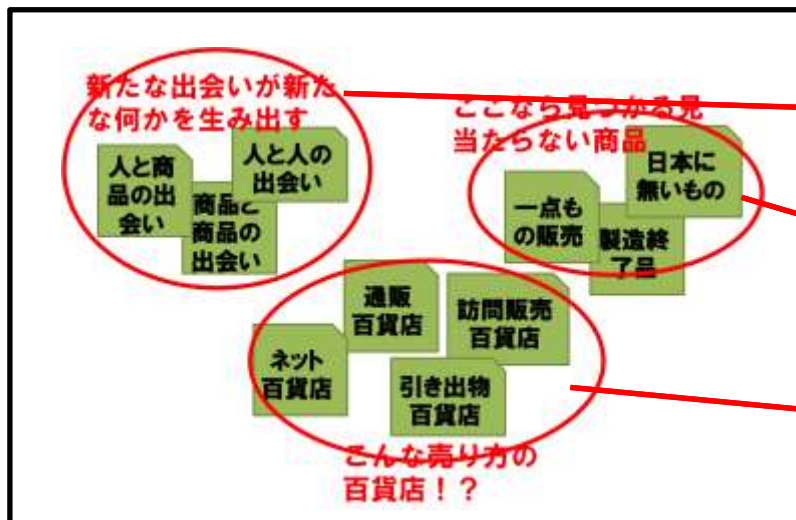 新たな出会いが新た
な何かを生み出す
人と商
品の出
会い
人と人の
出会い
商品と
商品の
出会い
ここなら見つかる見
当たらない商品
一点も
の販売
日本に
無いもの
製造終
了品
通販
百貨店
訪問販売
百貨店
ネット
百貨店
引き出物
百貨店
こんな売り方の
百貨店！？